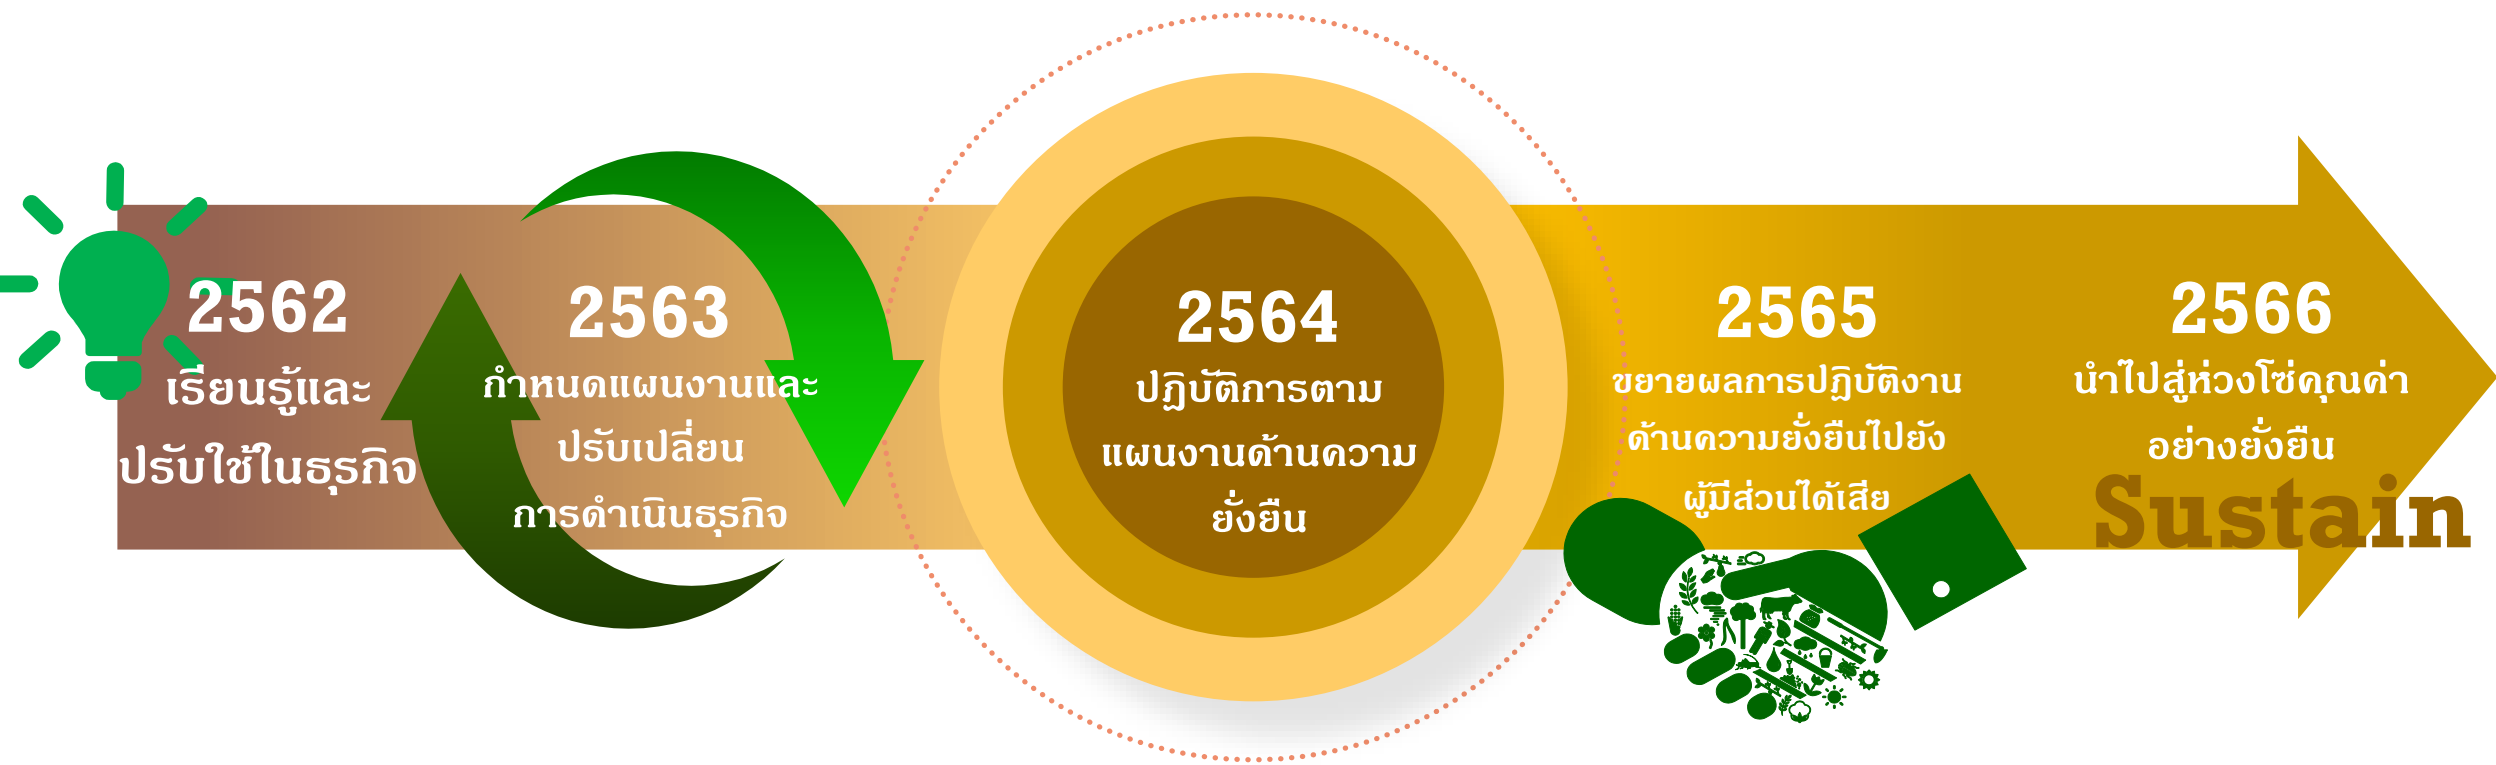 2562
เรียนรู้และ
ปรับใช้ในธุรกิจ
2563
กำหนดแผนงานและ
ปรับเปลี่ยน
การดำเนินธุรกิจ
2564
ปฏิบัติการตาม
แผนงานด้านความ
ยั่งยืน
2565
ขยายผลการปฏิบัติงาน
ด้านความยั่งยืนไปยัง
ผู้มีส่วนได้เสีย
2566
นำไปสู่ห่วงโซ่คุณค่า
อย่างยั่งยืน
Sustain